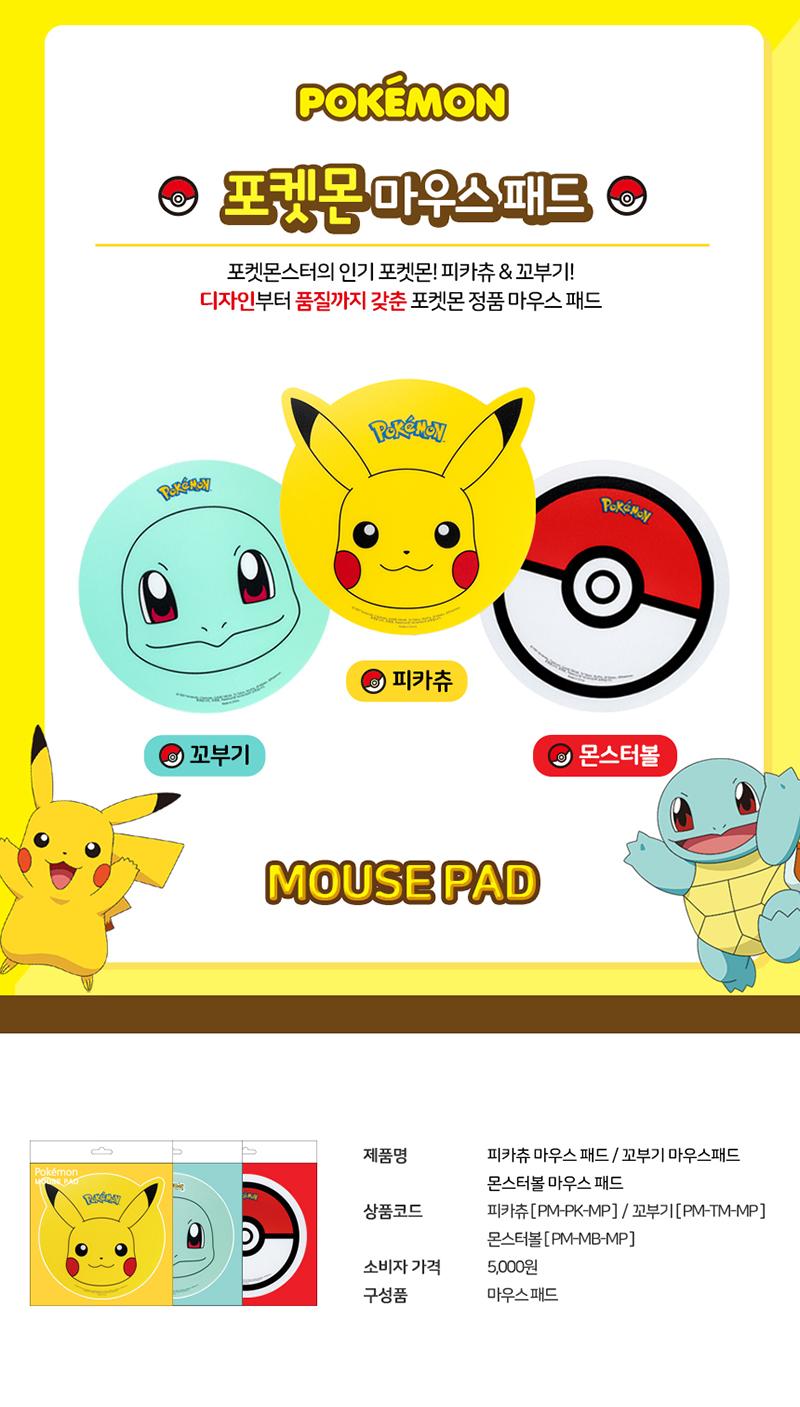 POKÉMON
포켓몬 마우스 패드
포켓몬스터의 인기 포켓몬! 피카츄 & 꼬부기!
디자인부터 품질까지 갖춘 포켓몬 정품 마우스 패드
POKéMON
POKéMON
POKéMON
피카츄
꼬부기
몬스터볼
MOUSE PAD
Pokémon
MOUSE PAD
POKéMON
제품명 피카츄 마우스 패드 / 꼬부기 마우스패드
몬스터볼 마우스 패드
상품코드 피카츄 [ PM-PK-MP ] / 꼬부기 [ PM-TM-MP ]
몬스터볼 [ PM-MB-MP ]
소비자 가격 5,000원
구성품 마우스 패드